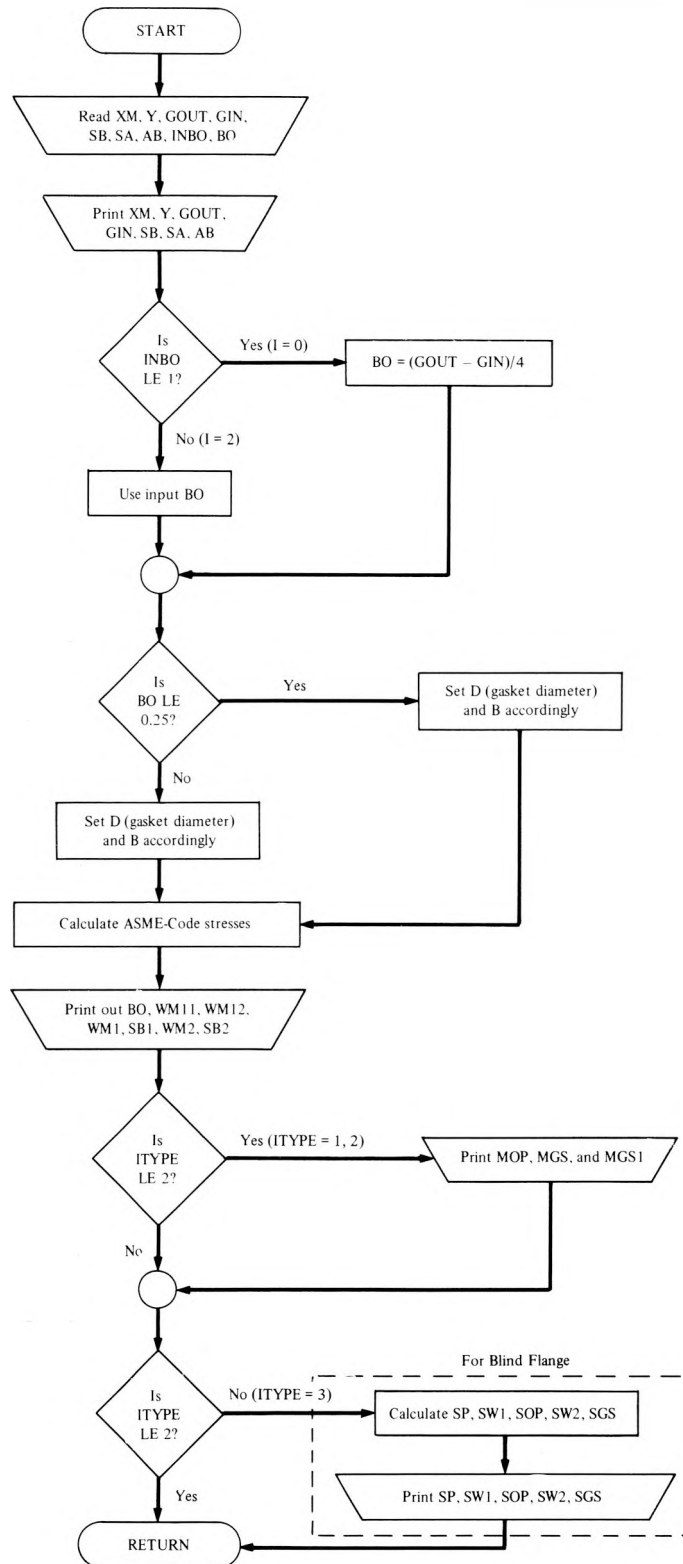 START
Read XM, Y, GOUT, GIN,
SB, SA, AB, INBO, BO
Print XM, Y, GOUT,
GIN, SB, SA, AB
Is
INBO
LE 1?
Yes (I = 0)
BO = (GOUT − GIN)/4
No (I = 2)
Use input BO
Is
BO LE
0.25?
Yes
Set D (gasket diameter)
and B accordingly
No
Set D (gasket diameter)
and B accordingly
Calculate ASME-Code stresses
Print out BO, WM11, WM12,
WM1, SB1, WM2, SB2
Is
ITYPE
LE 2?
Yes (ITYPE = 1, 2)
Print MOP, MGS, and MGS1
No
For Blind Flange
Is
ITYPE
LE 2?
No (ITYPE = 3)
Calculate SP, SW1, SOP, SW2, SGS
Print SP, SW1, SOP, SW2, SGS
Yes
RETURN